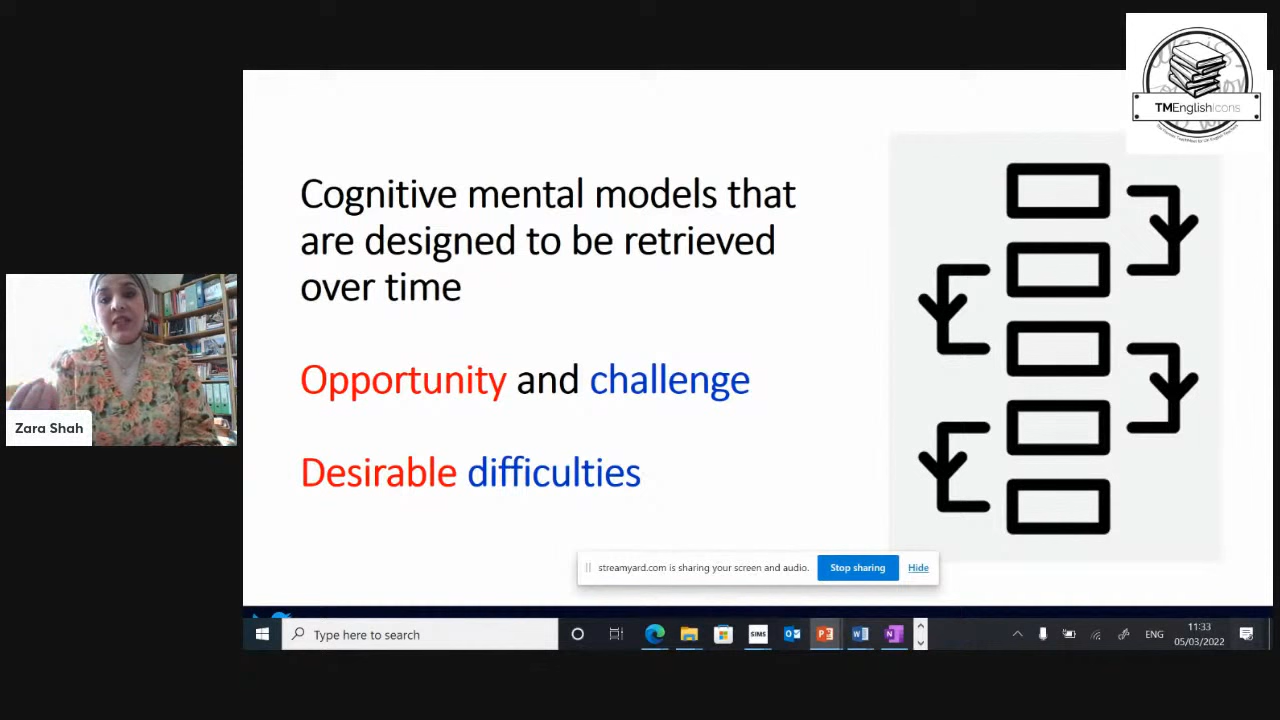 TMEnglishIcons
Cognitive mental models that
are designed to be retrieved
over time
Opportunity and challenge
Desirable difficulties
Zara Shah
streamyard.com is sharing your screen and audio.
Stop sharing
Hide
Type here to search
SIMS
ENG
11:33
05/03/2022